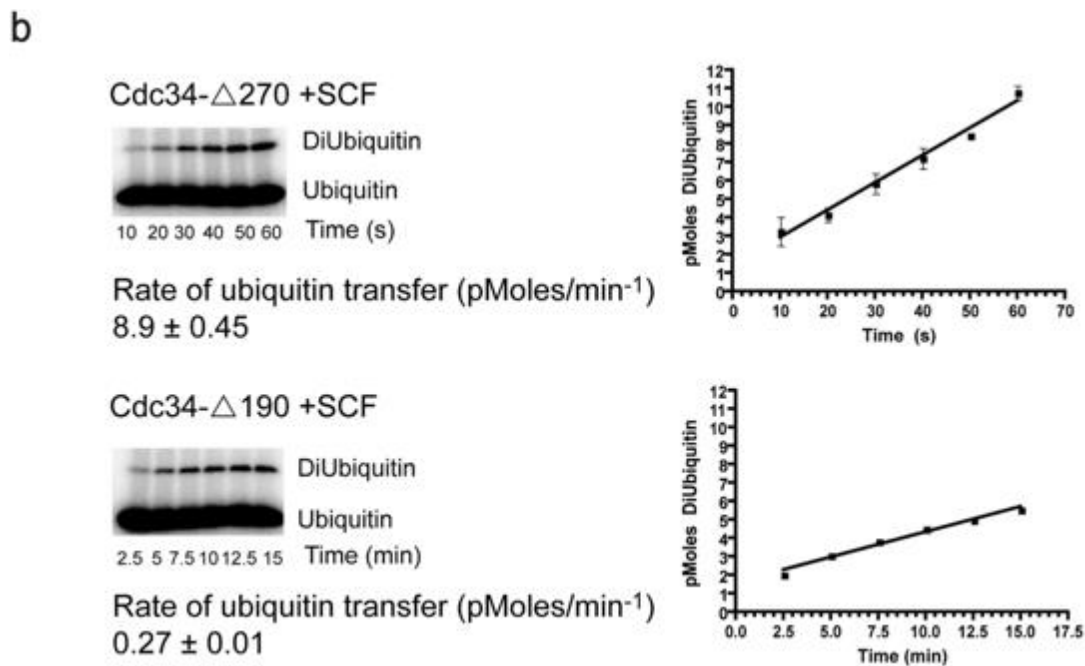 b
Cdc34-△270 +SCF
DiUbiquitin
Ubiquitin
10 20 30 40 50 60 Time (s)
Rate of ubiquitin transfer (pMoles/min-1)
8.9 ± 0.45
pMoles DiUbiquitin
12
11
10
9
8
7
6
5
4
3
2
1
0
0 10 20 30 40 50 60 70
Time (s)
Cdc34-△190 +SCF
DiUbiquitin
Ubiquitin
2.5 5 7.5 10 12.5 15 Time (min)
Rate of ubiquitin transfer (pMoles/min-1)
0.27 ± 0.01
pMoles DiUbiquitin
12
11
10
9
8
7
6
5
4
3
2
1
0
0.0 2.5 5.0 7.5 10.0 12.5 15.0 17.5
Time (min)